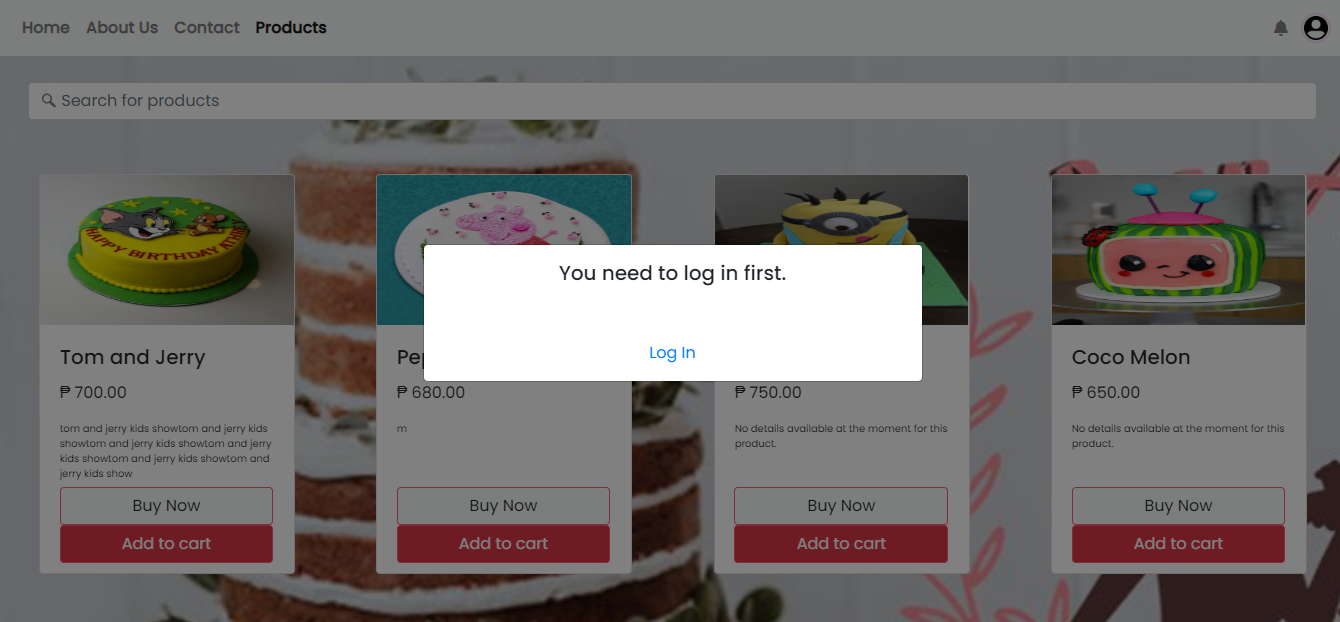 Home About Us Contact Products
Search for products
HAPPY BIRTHDAY
You need to log in first.
Log In
Tom and Jerry
₱ 700.00
tom and jerry kids showtom and jerry kids
showtom and jerry kids showtom and jerry
kids showtom and jerry kids showtom and
jerry kids show
Buy Now
Add to cart
₱ 680.00
m
Buy Now
Add to cart
₱ 750.00
No details available at the moment for this
product.
Buy Now
Add to cart
Coco Melon
₱ 650.00
No details available at the moment for this
product.
Buy Now
Add to cart